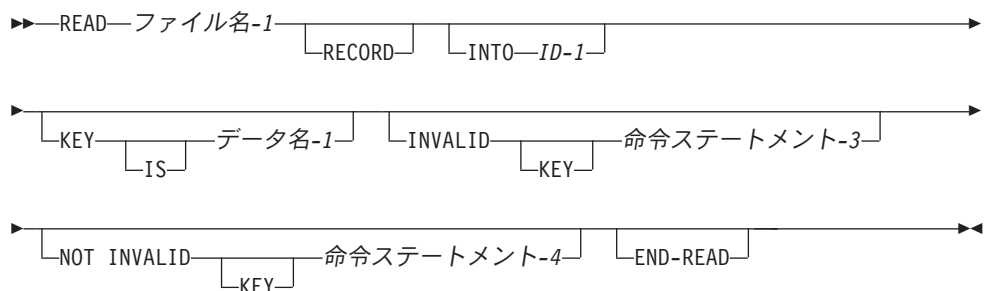 READ ファイル名-1
RECORD INTO ID-1
KEY データ名-1 INVALID 命令ステートメント-3
IS KEY
NOT INVALID 命令ステートメント-4 END-READ
KEY